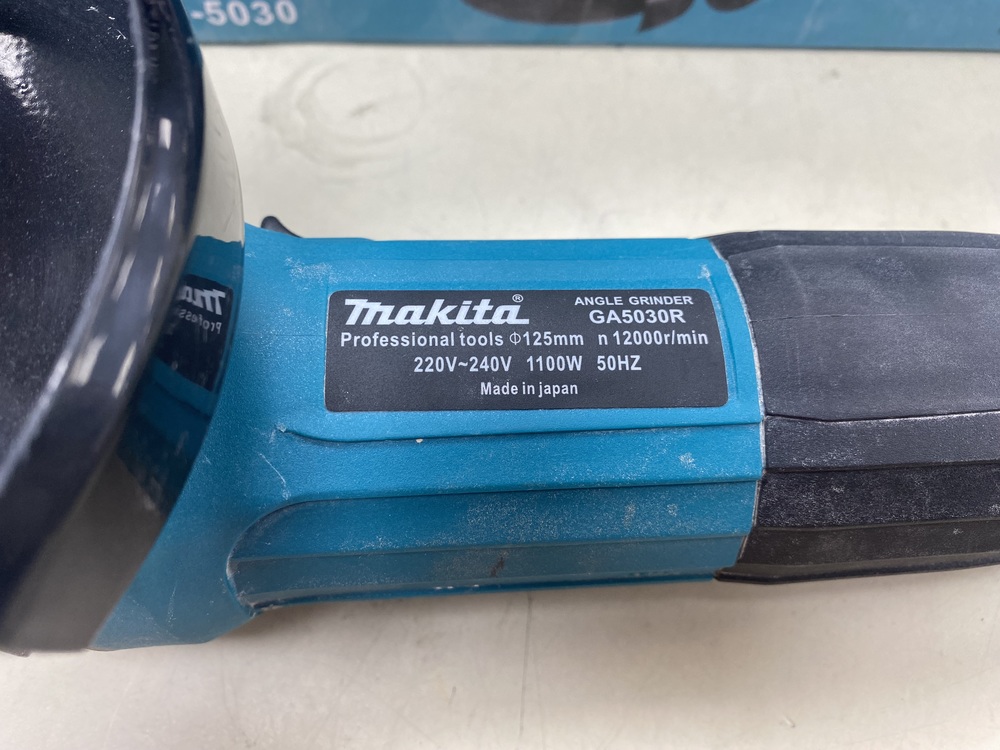 -5030
makita®
ANGLE GRINDER
GA5030R
Professional tools Φ125mm n 12000r/min
220V~240V 1100W 50HZ
Made in japan